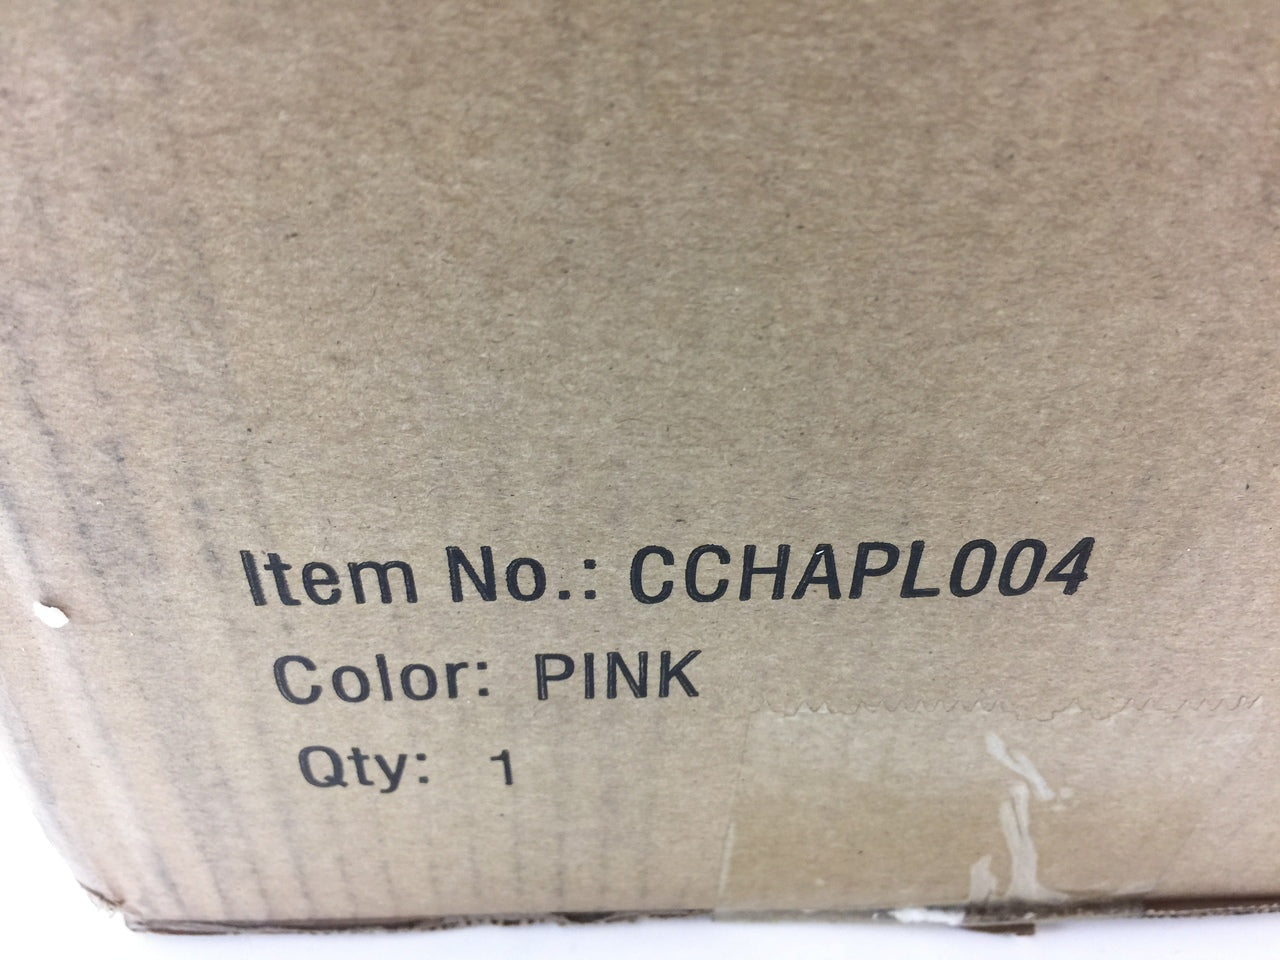 Item No.: CCHAPL004
Color: PINK
Qty: 1